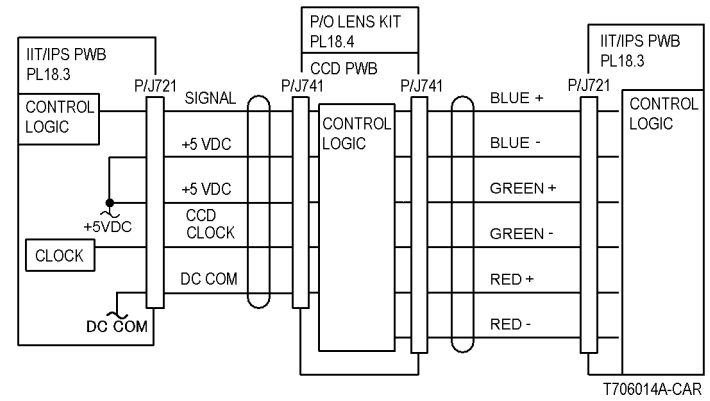 P/O LENS KIT
PL18.4
CCD PWB
IIT/IPS PWB
PL18.3
IIT/IPS PWB
PL18.3
P/J721
P/J741
P/J741
P/J721
CONTROL
LOGIC
SIGNAL
CONTROL
LOGIC
BLUE +
CONTROL
LOGIC
+5 VDC
BLUE -
+5 VDC
GREEN +
+5VDC
CCD
CLOCK
GREEN -
CLOCK
DC COM
RED +
DC COM
RED -
T706014A-CAR